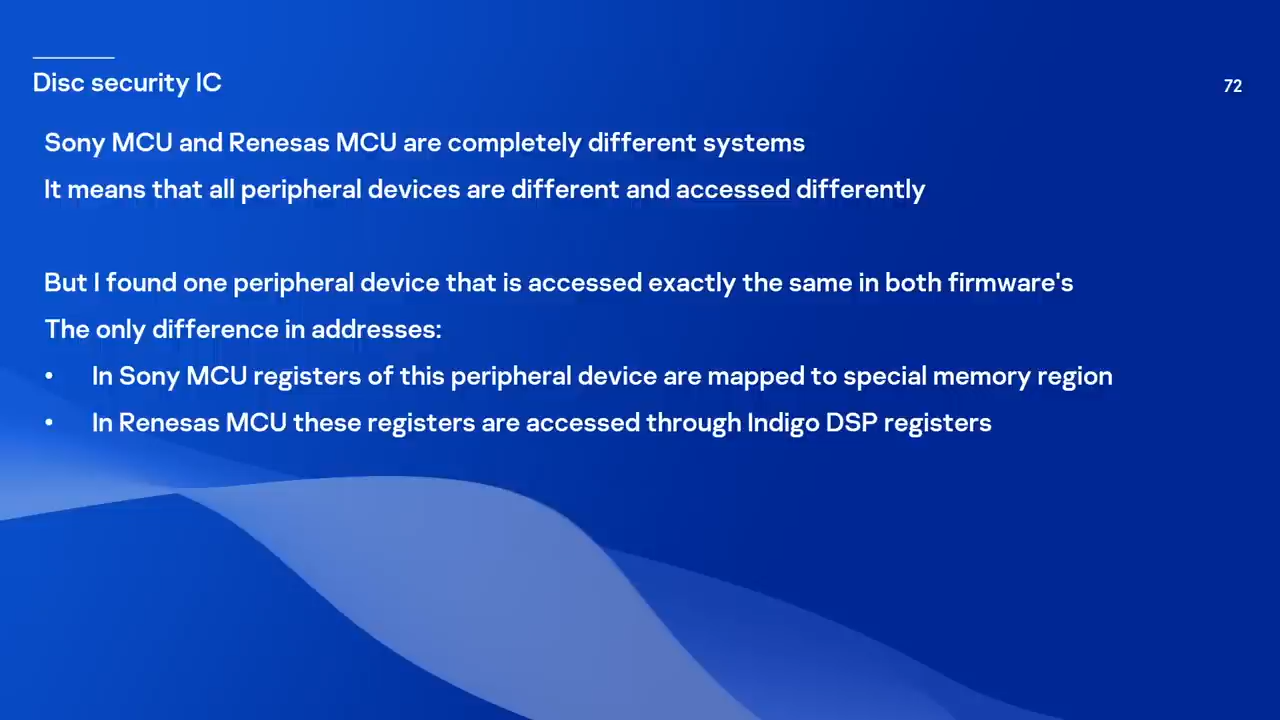 Disc security IC
72
Sony MCU and Renesas MCU are completely different systems
It means that all peripheral devices are different and accessed differently
But I found one peripheral device that is accessed exactly the same in both firmware's
The only difference in addresses:
• In Sony MCU registers of this peripheral device are mapped to special memory region
• In Renesas MCU these registers are accessed through Indigo DSP registers